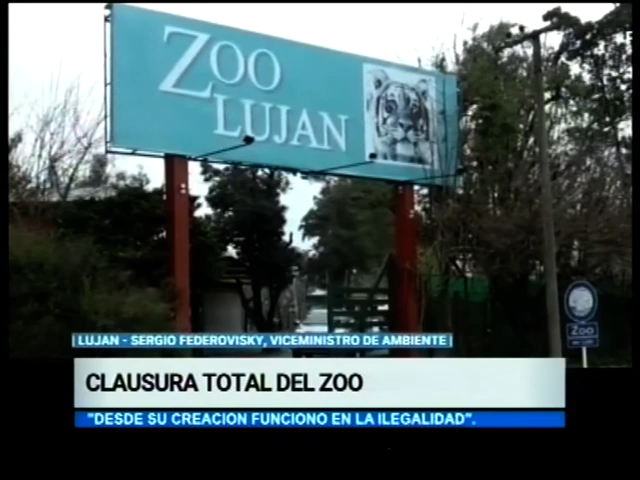 ZOO
LUJAN
ZOO
LUJAN - SERGIO FEDEROVISKY, VICEMINISTRO DE AMBIENTE
CLAUSURA TOTAL DEL ZOO
"DESDE SU CREACION FUNCIONO EN LA ILEGALIDAD".